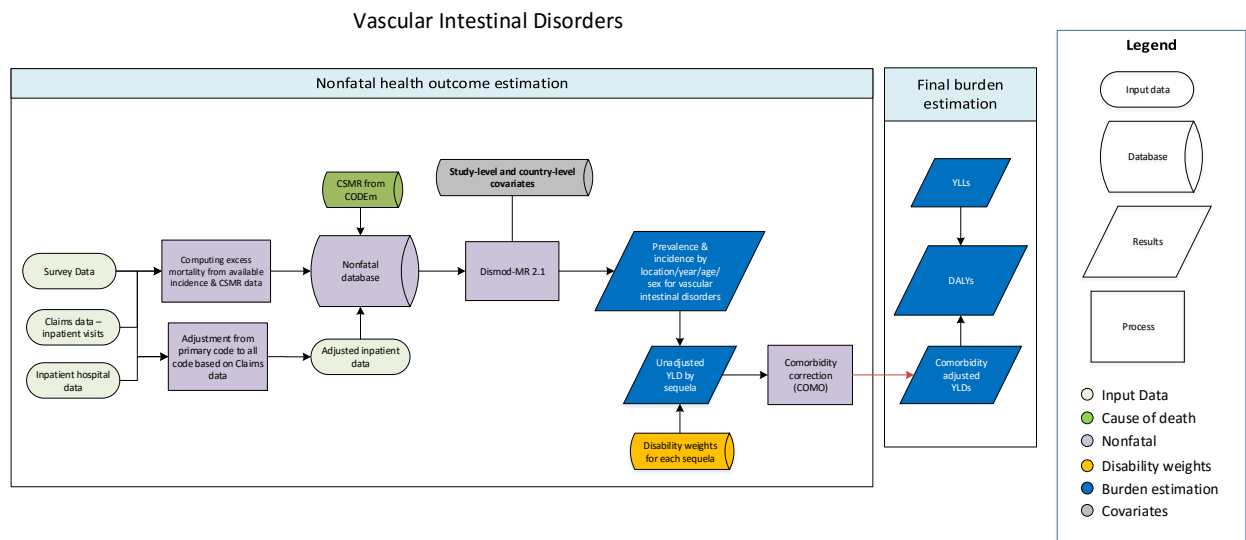 Vascular Intestinal Disorders
Nonfatal health outcome estimation
Final burden
estimation
Survey Data
Claims data –
inpatient visits
Inpatient hospital
data
Computing excess
mortality from available
incidence & CSMR data
Adjustment from
primary code to all
code based on Claims
data
CSMR from
CODEm
Nonfatal
database
Adjusted inpatient
data
Study-level and country-level
covariates
Dismod-MR 2.1
Prevalence &
incidence by
location/year/age/
sex for vascular
intestinal disorders
Unadjusted
YLD by
sequela
Disability weights
for each sequela
Comorbidity
correction
(COMO)
YLLs
DALYs
Comorbidity
adjusted
YLDs
Legend
Input data
Database
Results
Process
Input Data
Cause of death
Nonfatal
Disability weights
Burden estimation
Covariates